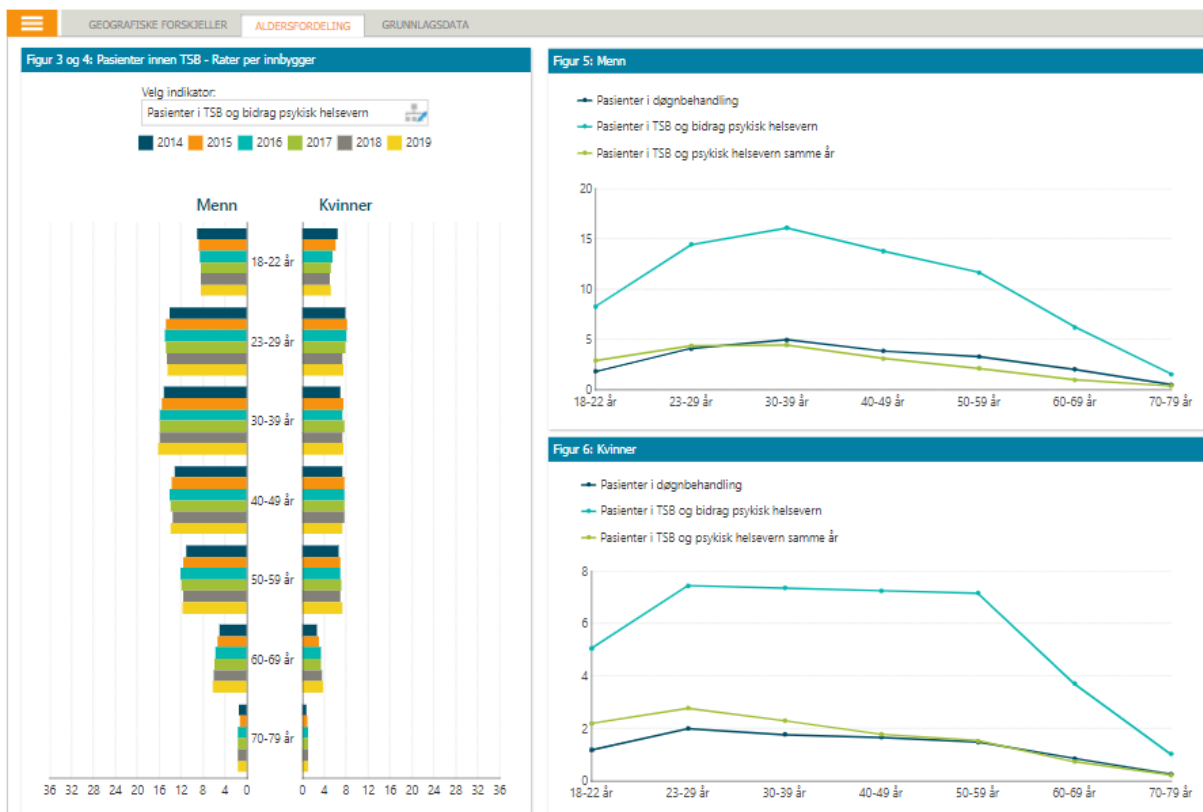 GEOGRAFISKE FORSKJELLER ALDERSFORDELING GRUNNLAGSDATA
Figur 3 og 4: Pasienter innen TSB - Rater per innbygger
Velg indikator:
Pasienter i TSB og bidrag psykisk helsevern
2014 2015 2016 2017 2018 2019
Menn Kvinner
18-22 år
23-29 år
30-39 år
40-49 år
50-59 år
60-69 år
70-79 år
36 32 28 24 20 16 12 8 4 0 0 4 8 12 16 20 24 28 32 36
Figur 5: Menn
Pasienter i døgnbehandling
Pasienter i TSB og bidrag psykisk helsevern
Pasienter i TSB og psykisk helsevern samme år
20
15
10
5
0
18-22 år 23-29 år 30-39 år 40-49 år 50-59 år 60-69 år 70-79 år
Figur 6: Kvinner
Pasienter i døgnbehandling
Pasienter i TSB og bidrag psykisk helsevern
Pasienter i TSB og psykisk helsevern samme år
8
6
4
2
0
18-22 år 23-29 år 30-39 år 40-49 år 50-59 år 60-69 år 70-79 år